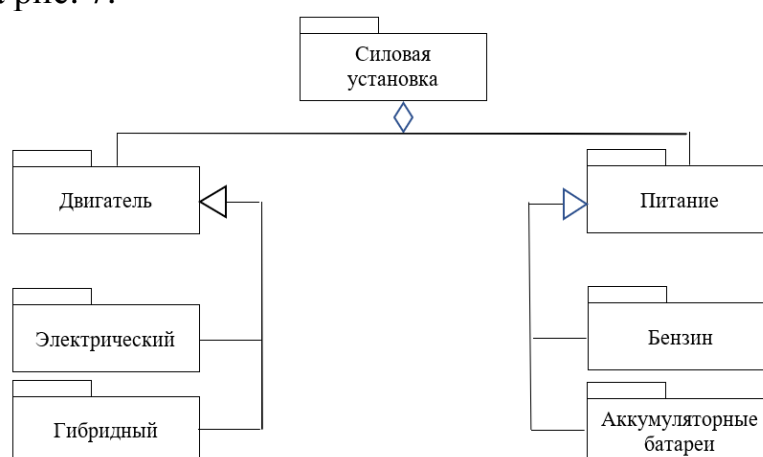 рис. 7.
Силовая
установка
Двигатель
Питание
Электрический
Бензин
Гибридный
Аккумуляторные
батареи